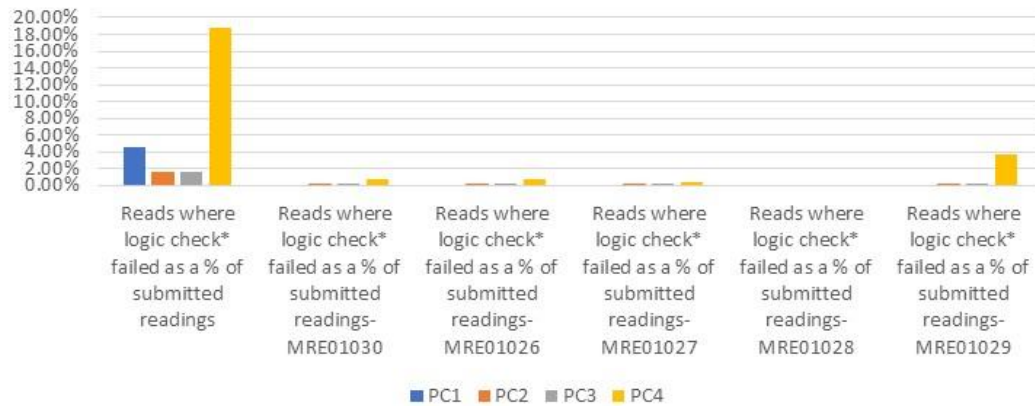 20.00%
18.00%
16.00%
14.00%
12.00%
10.00%
8.00%
6.00%
4.00%
2.00%
0.00%
Reads where
logic check*
failed as a % of
submitted
readings
Reads where
logic check*
failed as a % of
submitted
readings-
MRE01030
Reads where
logic check*
failed as a % of
submitted
readings-
MRE01026
Reads where
logic check*
failed as a % of
submitted
readings-
MRE01027
Reads where
logic check*
failed as a % of
submitted
readings-
MRE01028
Reads where
logic check*
failed as a % of
submitted
readings-
MRE01029
PC1 PC2 PC3 PC4